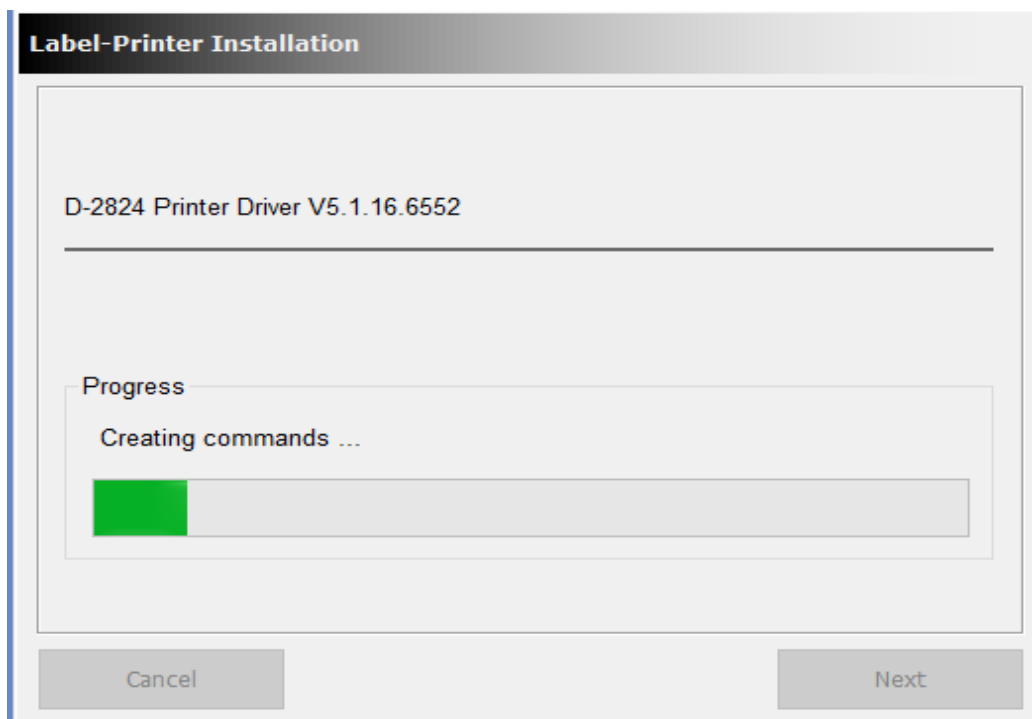 Label-Printer Installation
D-2824 Printer Driver V5.1.16.6552
Progress
Creating commands ...
Cancel
Next